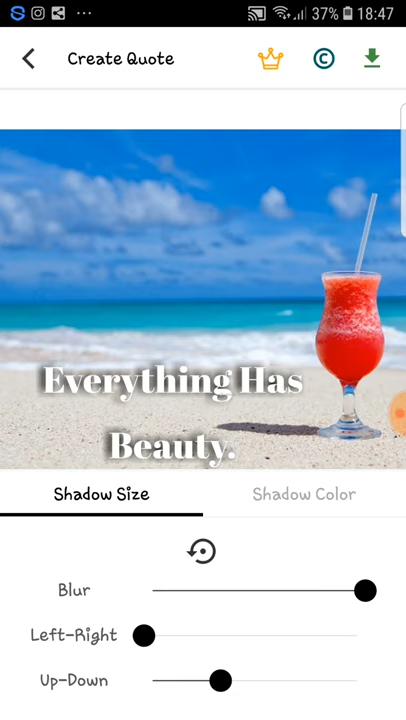 37% 18:47
Create Quote
Everything Has
Beauty.
Shadow Size Shadow Color
Blur
Left-Right
Up-Down